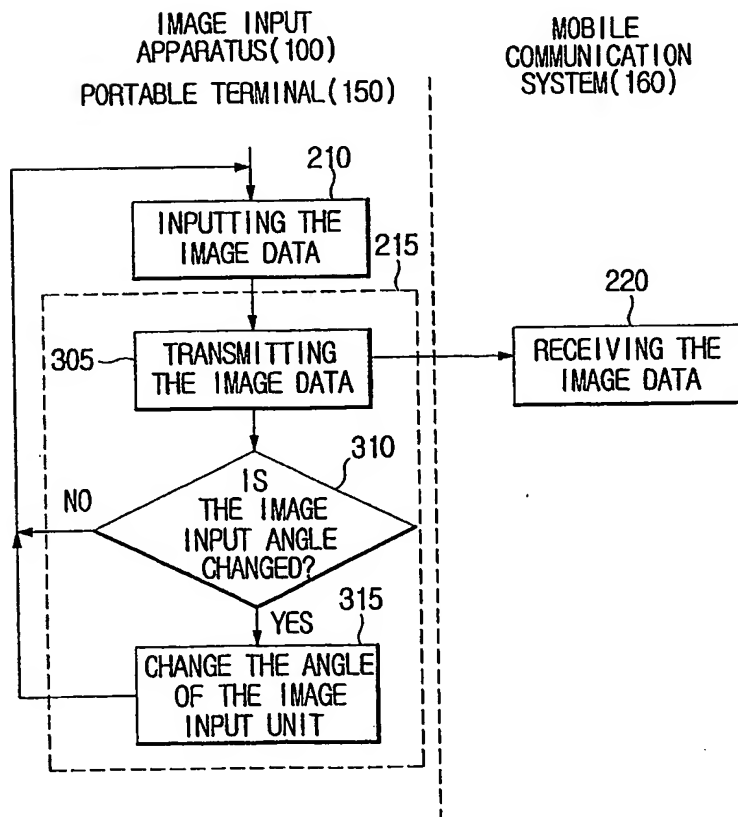 IMAGE INPUT
APPARATUS(100)
PORTABLE TERMINAL(150)
MOBILE
COMMUNICATION
SYSTEM(160)
210
INPUTTING THE
IMAGE DATA
215
305
TRANSMITTING
THE IMAGE DATA
220
RECEIVING THE
IMAGE DATA
310
IS
THE IMAGE
INPUT ANGLE
CHANGED?
NO
YES
315
CHANGE THE ANGLE
OF THE IMAGE
INPUT UNIT